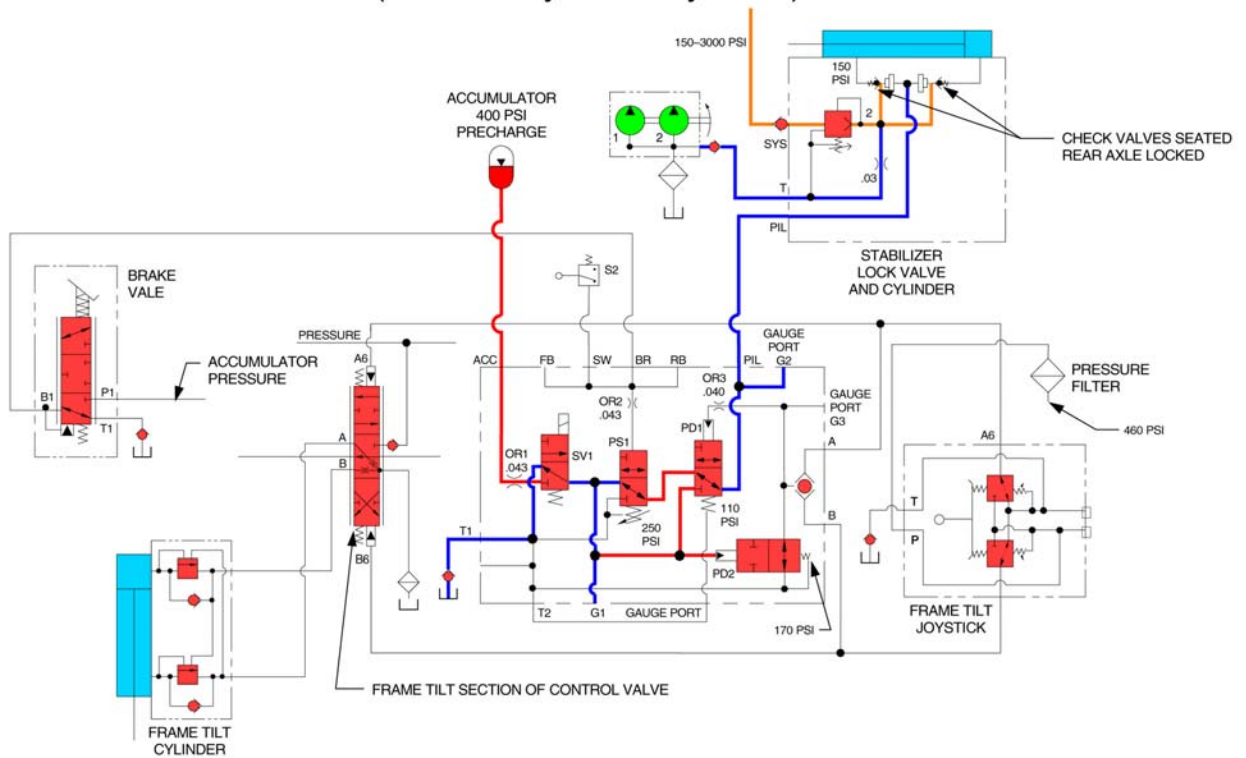 150–3000 PSI
150
PSI
ACCUMULATOR
400 PSI
PRECHARGE
1
2
2
SYS
.03
CHECK VALVES SEATED
REAR AXLE LOCKED
T
PIL
STABILIZER
LOCK VALVE
AND CYLINDER
BRAKE
VALE
S2
PRESSURE
A6
ACC
FB
SW
BR
RB
PIL
GAUGE
PORT
G2
ACCUMULATOR
PRESSURE
B1
P1
T1
PRESSURE
FILTER
460 PSI
OR2
.043
OR3
.040
GAUGE
PORT
G3
A
B
OR1
.043
SV1
PS1
PD1
A
A6
T
P
B
T1
250
PSI
110
PSI
PD2
B6
T2
G1
GAUGE PORT
170 PSI
FRAME TILT
JOYSTICK
FRAME TILT SECTION OF CONTROL VALVE
FRAME TILT
CYLINDER